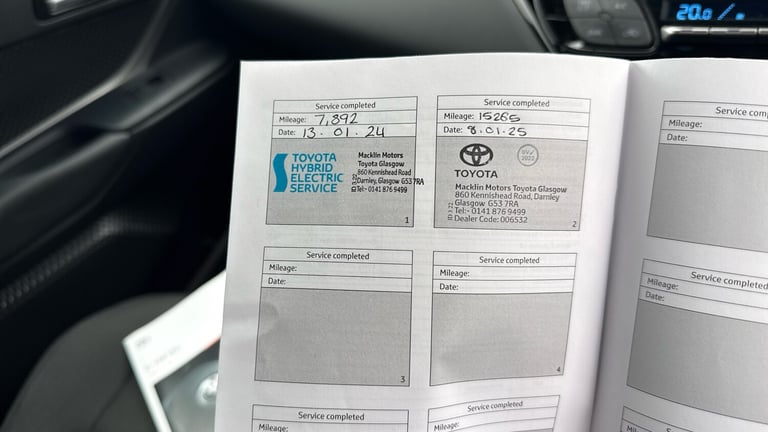 20.0
Service completed
Mileage: 7,892
Date: 13.01.24
TOYOTA
HYBRID
ELECTRIC
SERVICE
Macklin Motors
Toyota Glasgow
860 Kennishead Road
Darnley, Glasgow G53 7RA
Tel:- 0141 876 9499
1
Service completed
Mileage: 15265
Date: 8.01.25
TOYOTA
Macklin Motors Toyota Glasgow
860 Kennishead Road, Darnley
Glasgow G53 7RA
Tel:- 0141 876 9499
Dealer Code: 006532
2
Service com
Mileage:
Date:
Service completed
Mileage:
Date:
3
Service completed
Mileage:
Date:
4
Service completed
Mileage:
Date:
Service completed
Mileage:
Service completed
Mileage:
Service com
Mileage: